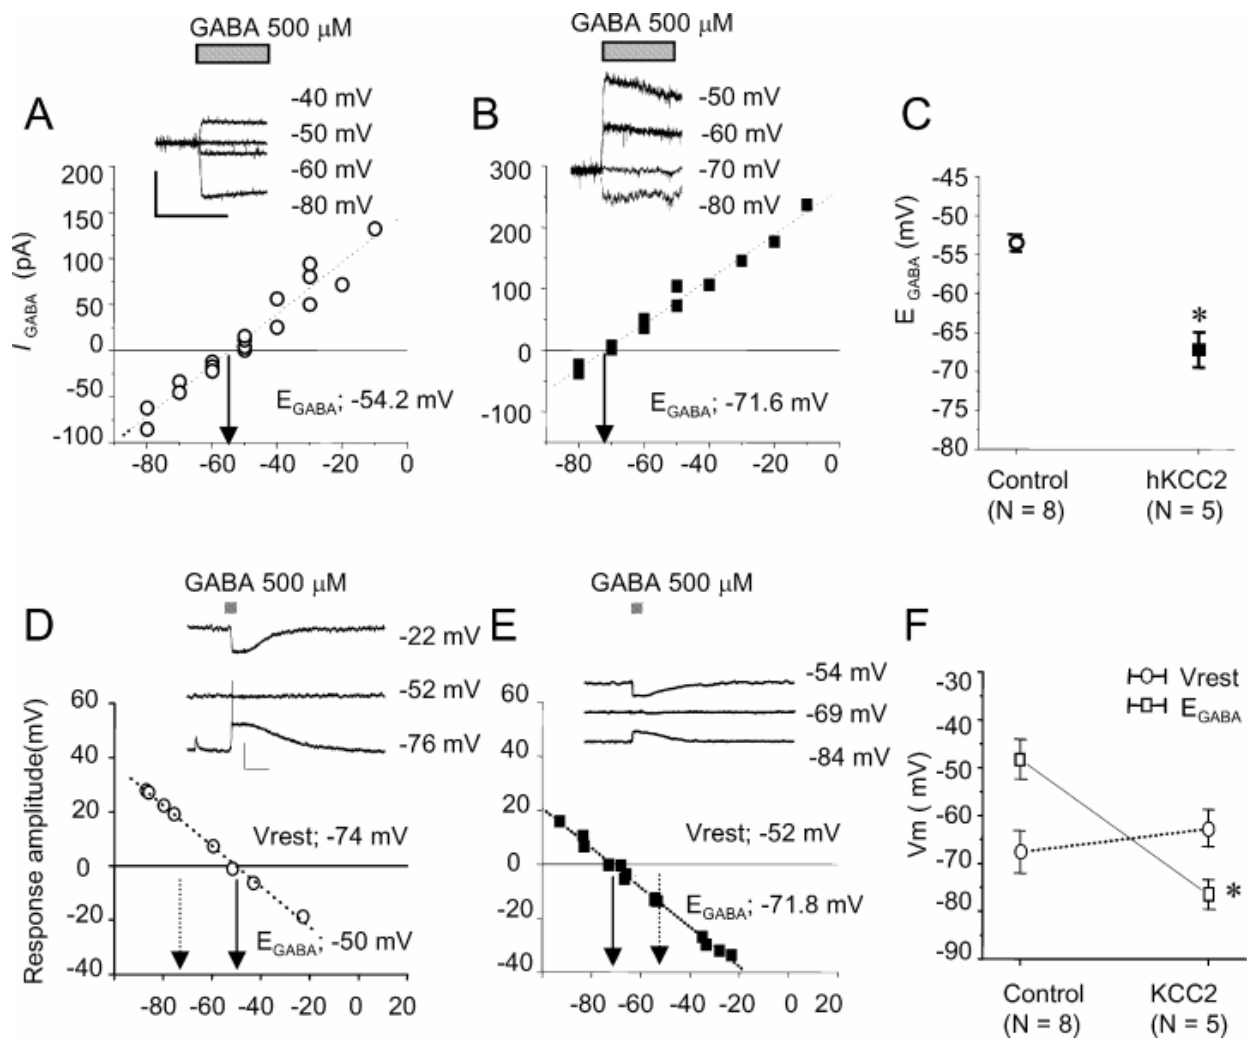 GABA 500 μM
A
-40 mV
-50 mV
-60 mV
-80 mV
200
150
100
50
0
-50
-100
I GABA (pA)
EGABA; -54.2 mV
-80 -60 -40 -20 0
GABA 500 μM
B
-50 mV
-60 mV
-70 mV
-80 mV
300
200
100
0
-100
EGABA; -71.6 mV
-80 -60 -40 -20 0
C
-45
-50
-55
-60
-65
-70
-75
-80
E GABA (mV)
*
Control
(N = 8)
hKCC2
(N = 5)
GABA 500 μM
D
-22 mV
-52 mV
-76 mV
60
40
20
0
-20
-40
Response amplitude(mV)
Vrest; -74 mV
EGABA; -50 mV
-80 -60 -40 -20 0 20
GABA 500 μM
E
-54 mV
-69 mV
-84 mV
60
40
20
0
-20
-40
Vrest; -52 mV
EGABA; -71.8 mV
-80 -60 -40 -20 0 20
F
-30
-40
-50
-60
-70
-80
-90
Vm ( mV)
Vrest
EGABA
*
Control
(N = 8)
KCC2
(N = 5)